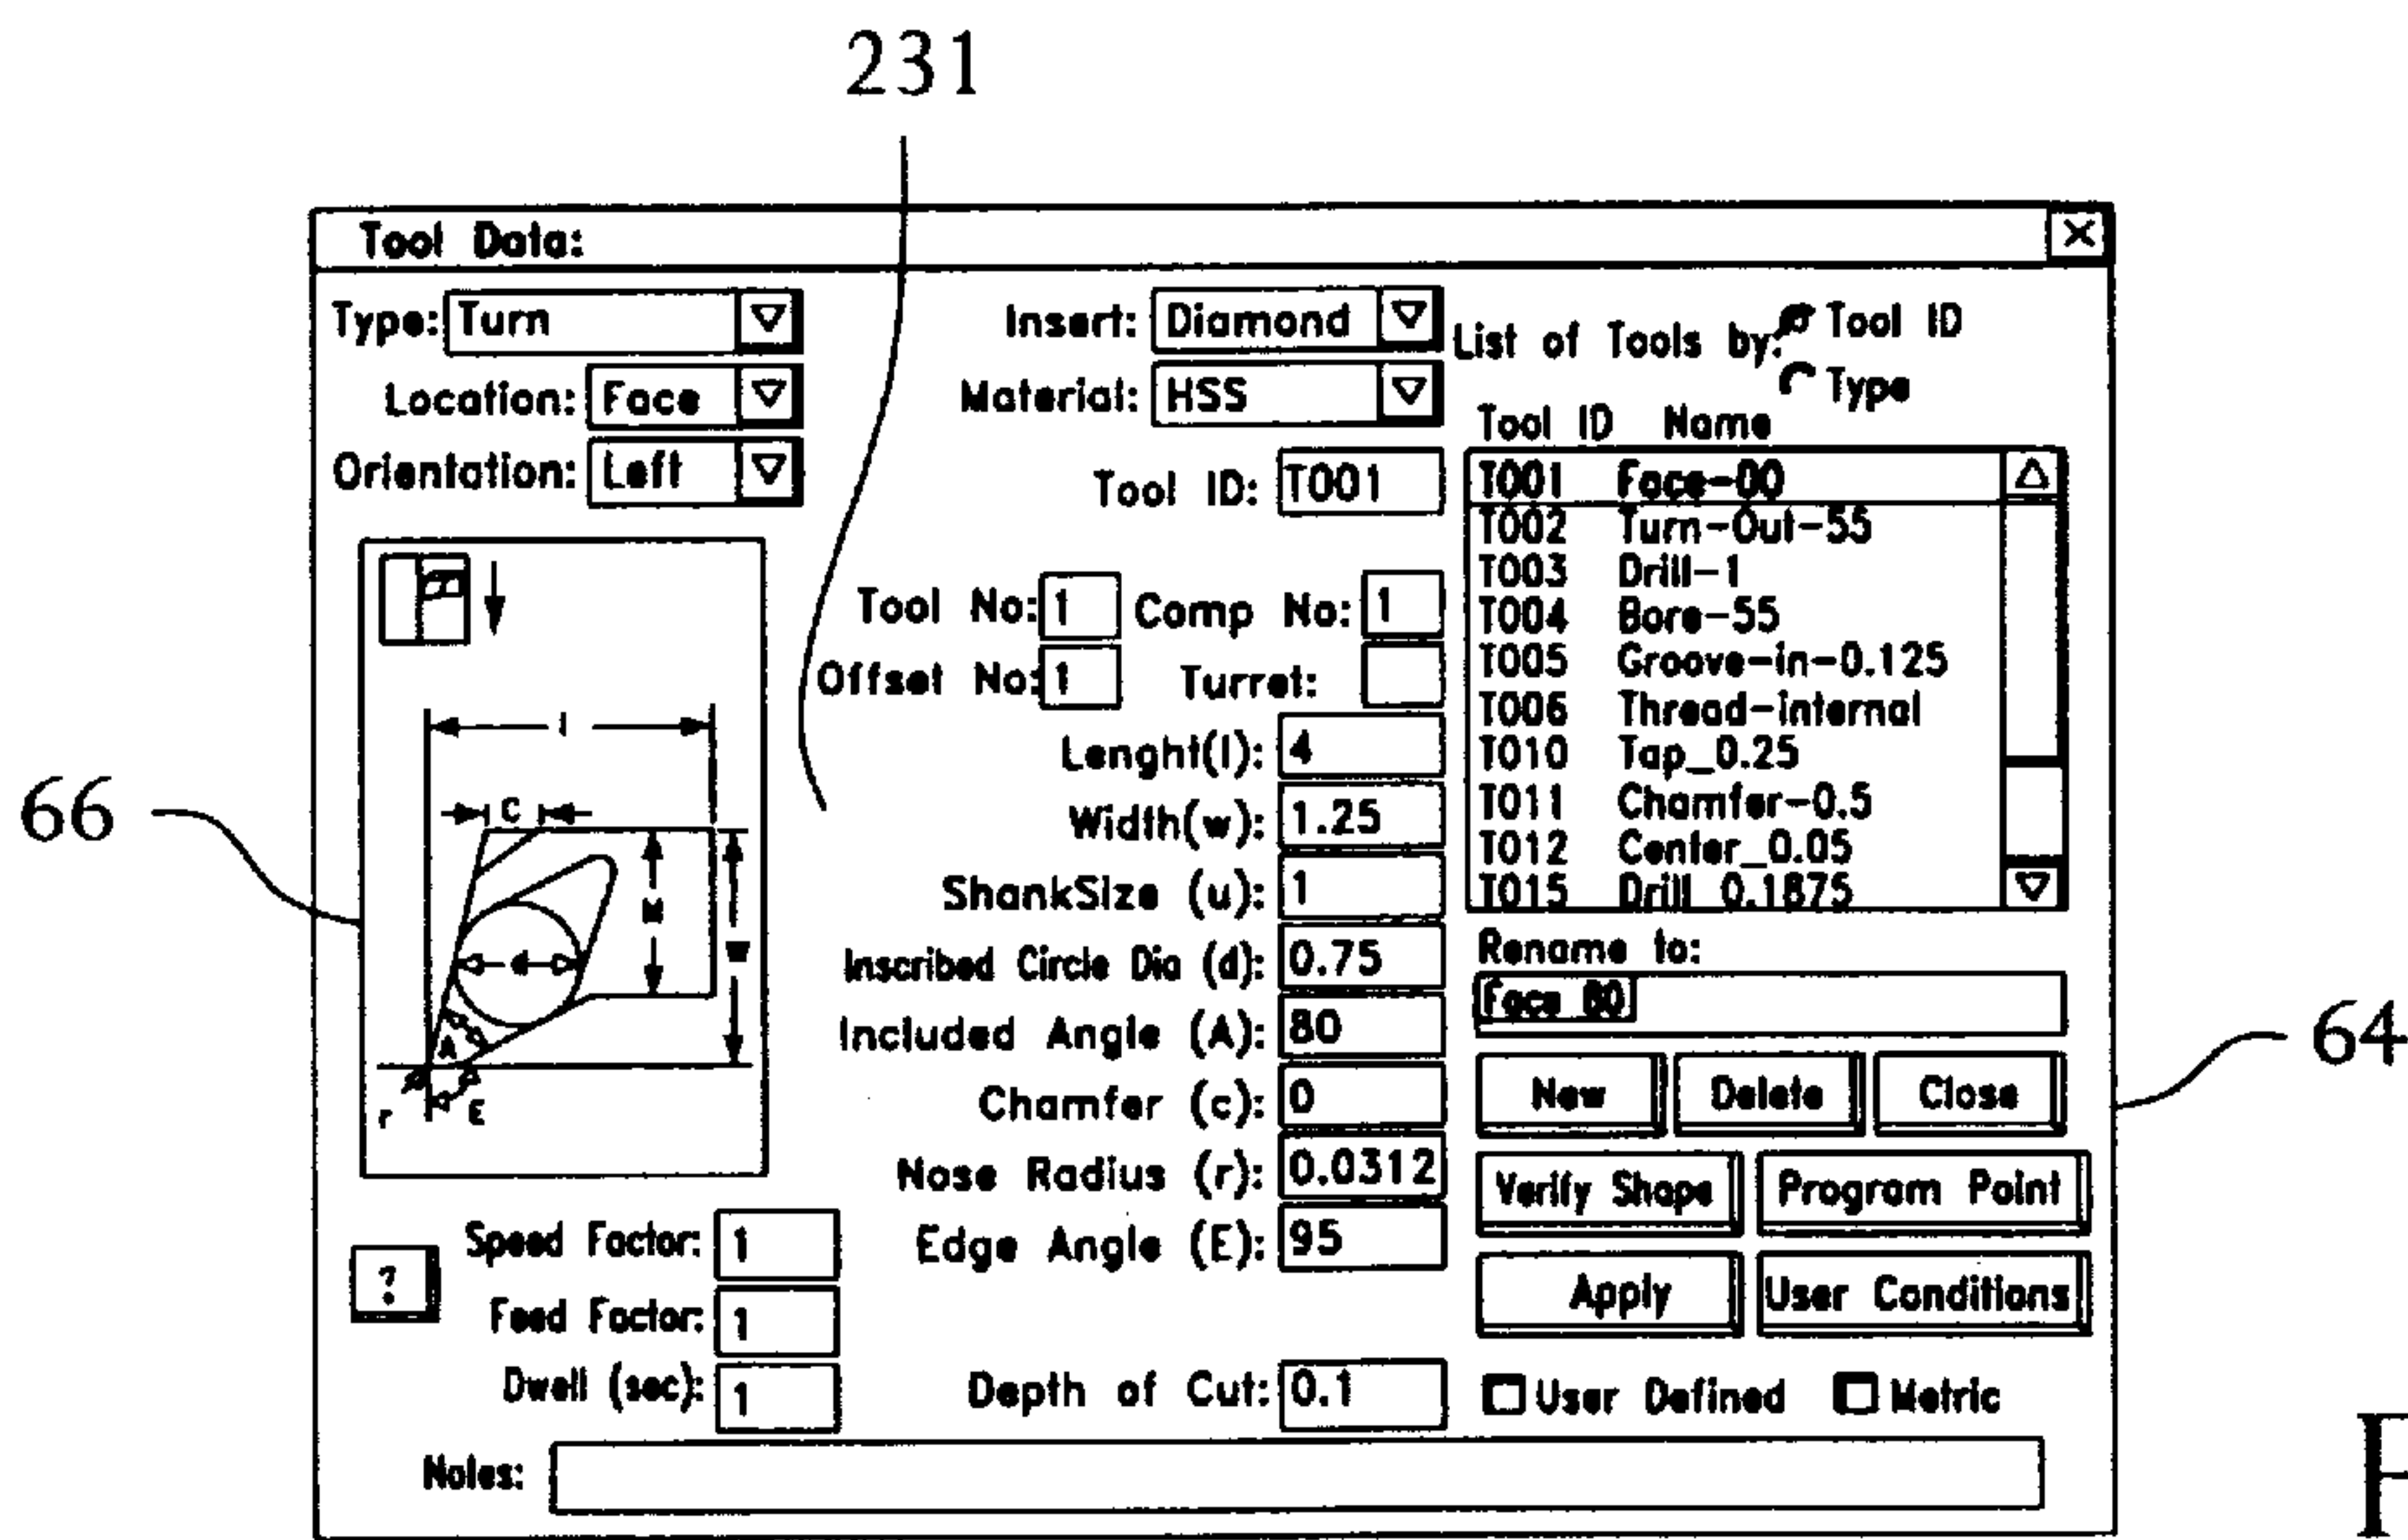 231
Tool Data:
Type: Turn
Insert: Diamond
List of Tools by: Tool ID
Type
Location: Face
Material: HSS
Orientation: Left
Tool ID: T001
Tool ID Name
T001 Face-00
T002 Turn-Out-55
T003 Drill-1
T004 Bore-55
T005 Groove-in-0.125
T006 Thread-internal
T010 Tap_0.25
T011 Chamfer-0.5
T012 Center_0.05
T015 Drill_0.1875
Tool No: 1 Comp No: 1
Offset No: 1 Turret:
Lenght(l): 4
Width(w): 1.25
ShankSize (u): 1
Inscribed Circle Dia (d): 0.75
Included Angle (A): 80
Chamfer (c): 0
Nose Radius (r): 0.0312
Edge Angle (E): 95
l
C
d
A
r
E
66
Rename to:
Face 80
64
New Delete Close
Verify Shape Program Point
Apply User Conditions
?
Speed Factor: 1
Feed Factor: 1
Dwell (sec): 1
Depth of Cut: 0.1
User Defined Metric
Notes: